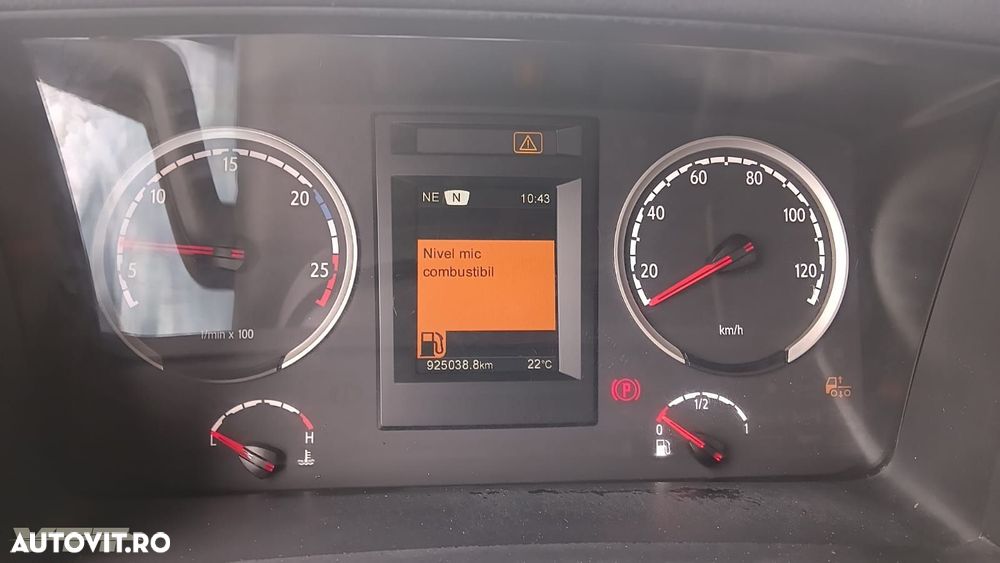 NE N 10:43
Nivel mic
combustibil
925038.8km 22°C
5 10 15 20 25
l/min x 100
20 40 60 80 100 120
km/h
L H
P
0 1/2 1
AUTOVIT.RO